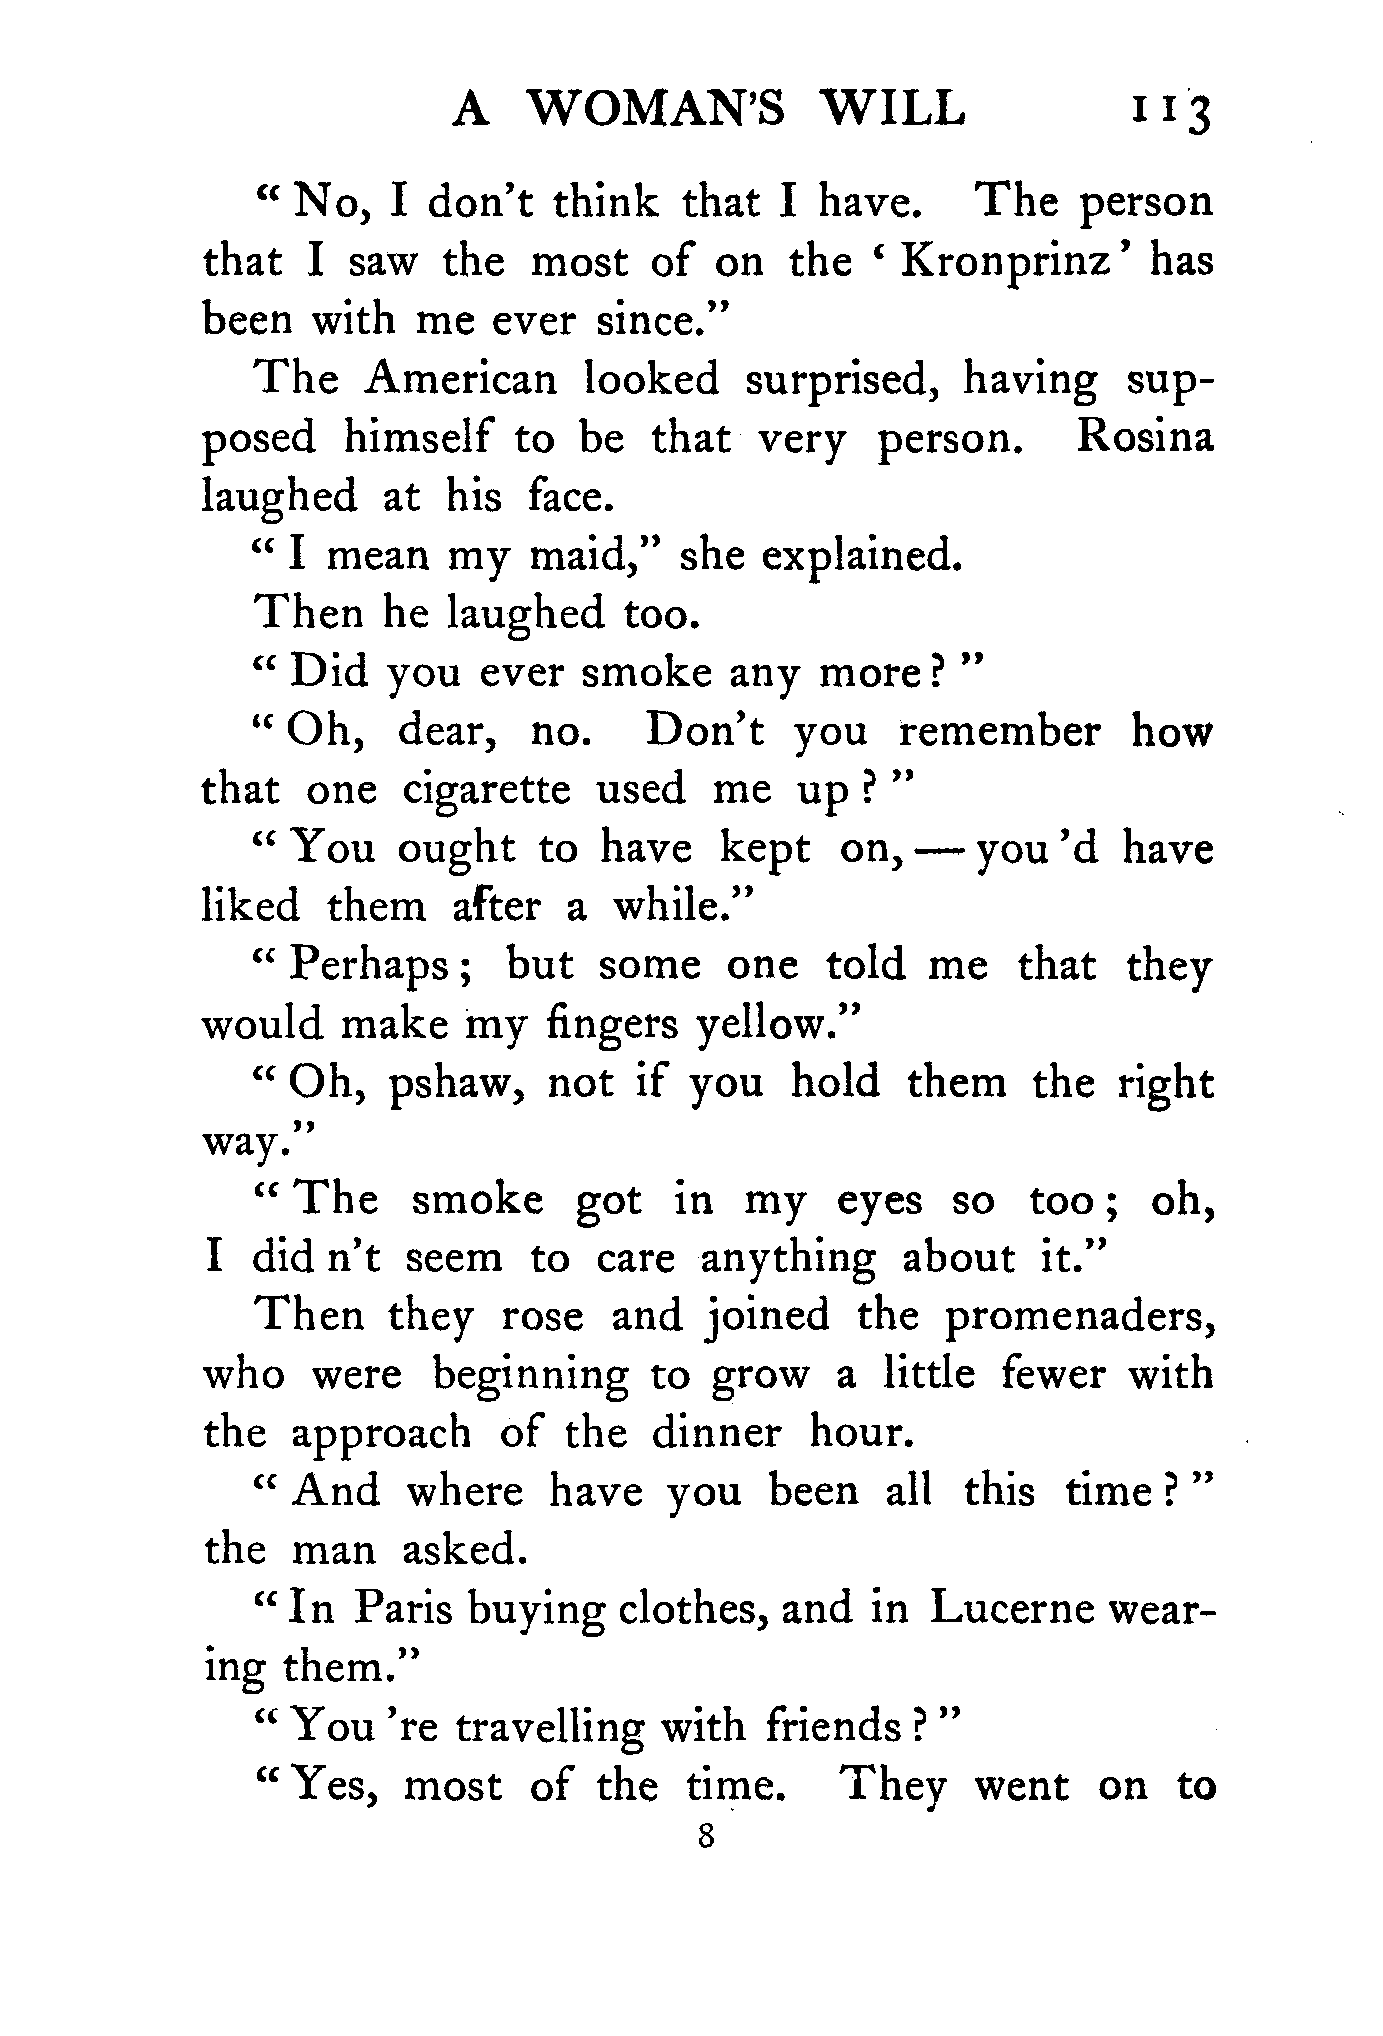 A WOMAN'S WILL 113
" No, I don't think that I have. The person
that I saw the most of on the ' Kronprinz ' has
been with me ever since."
The American looked surprised, having sup-
posed himself to be that very person. Rosina
laughed at his face.
" I mean my maid," she explained.
Then he laughed too.
" Did you ever smoke any more ? "
" Oh, dear, no. Don't you remember how
that one cigarette used me up ? "
" You ought to have kept on, — you 'd have
liked them after a while."
" Perhaps ; but some one told me that they
would make my fingers yellow."
" Oh, pshaw, not if you hold them the right
way."
" The smoke got in my eyes so too ; oh,
I did n't seem to care anything about it."
Then they rose and joined the promenaders,
who were beginning to grow a little fewer with
the approach of the dinner hour.
" And where have you been all this time ? "
the man asked.
" In Paris buying clothes, and in Lucerne wear-
ing them."
" You 're travelling with friends ? "
" Yes, most of the time. They went on to
8